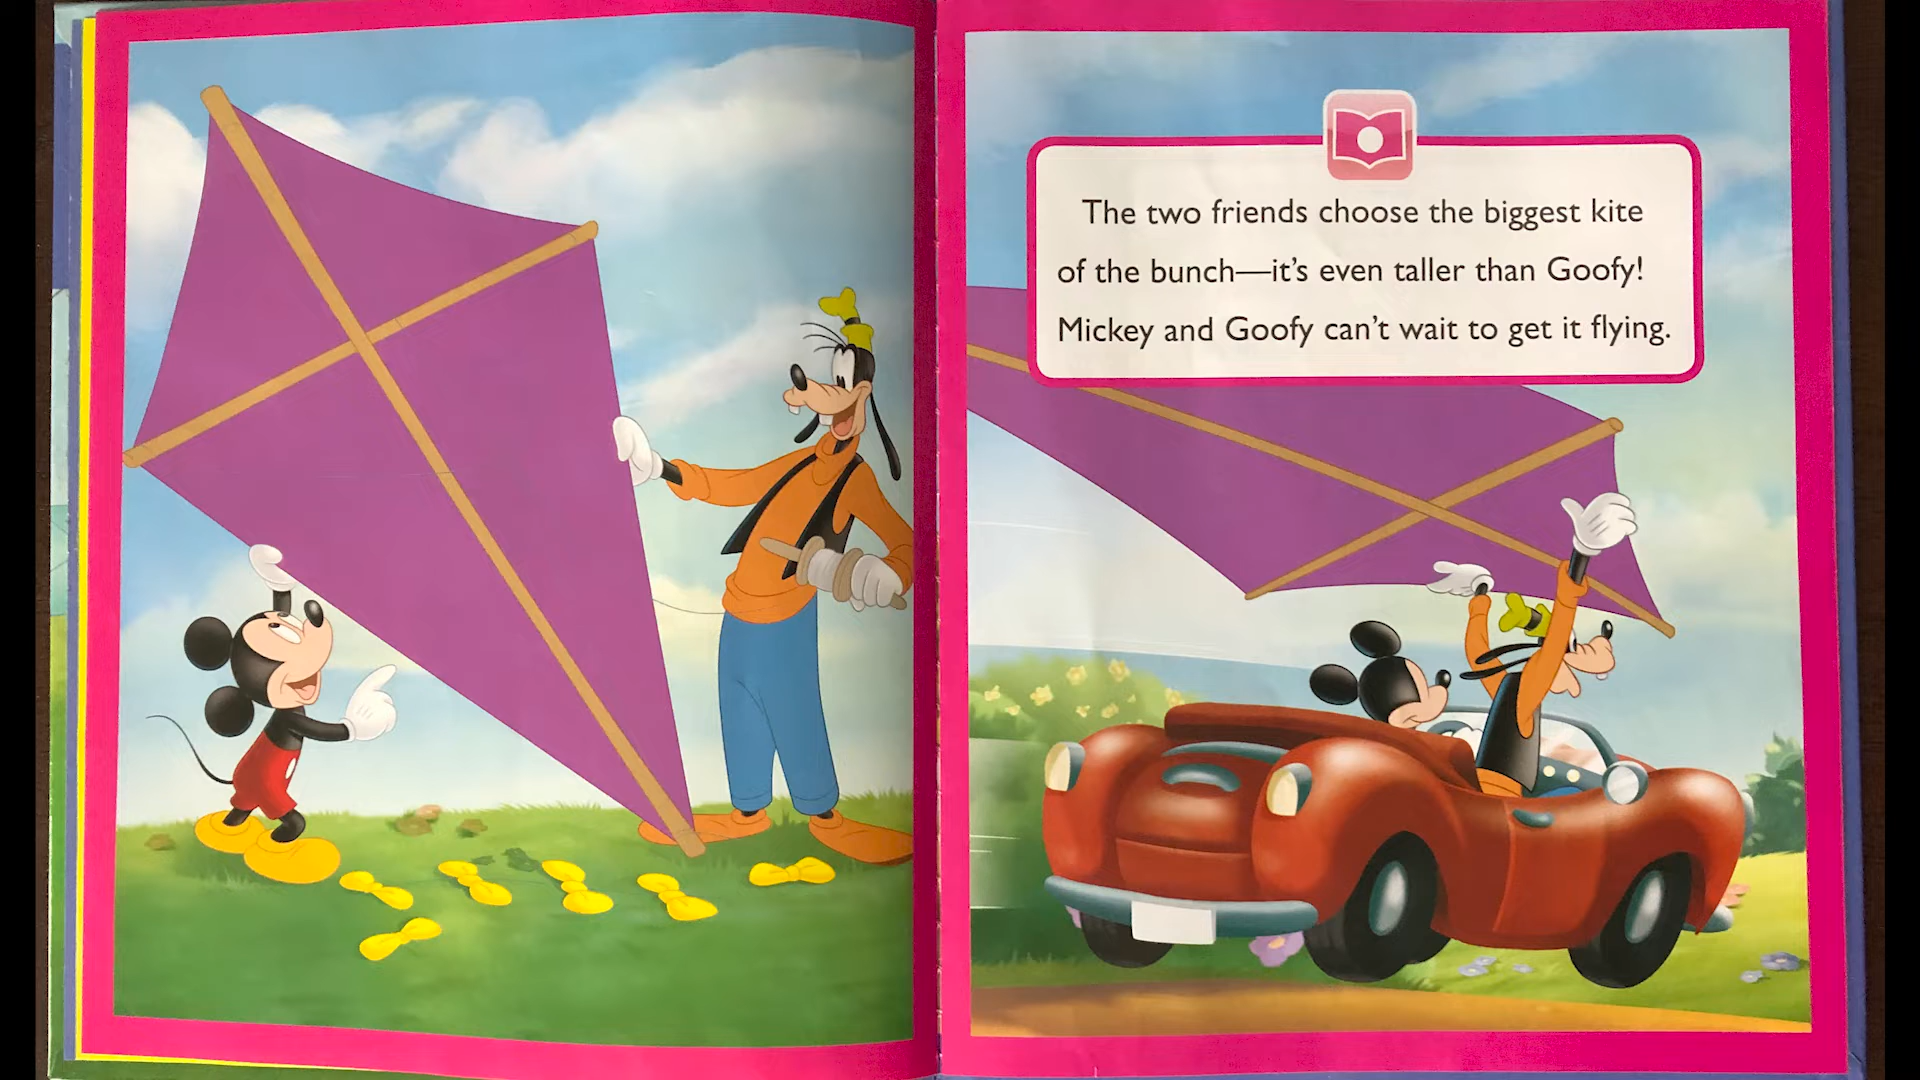 The two friends choose the biggest kite
of the bunch—it's even taller than Goofy!
Mickey and Goofy can't wait to get it flying.